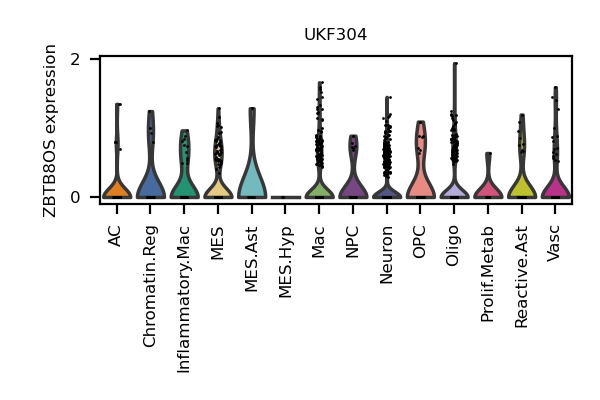 UKF304
ZBTB8OS expression
2
0
AC
Chromatin.Reg
Inflammatory.Mac
MES
MES.Ast
MES.Hyp
Mac
NPC
Neuron
OPC
Oligo
Prolif.Metab
Reactive.Ast
Vasc